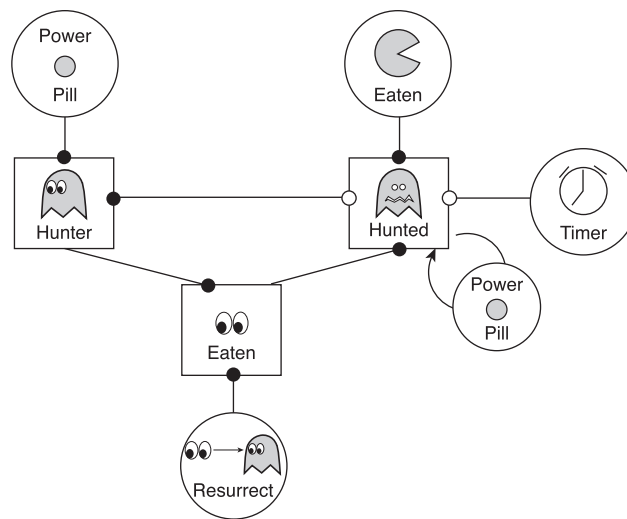 Power
Pill
Eaten
Hunter
Hunted
Timer
Power
Pill
Eaten
Resurrect